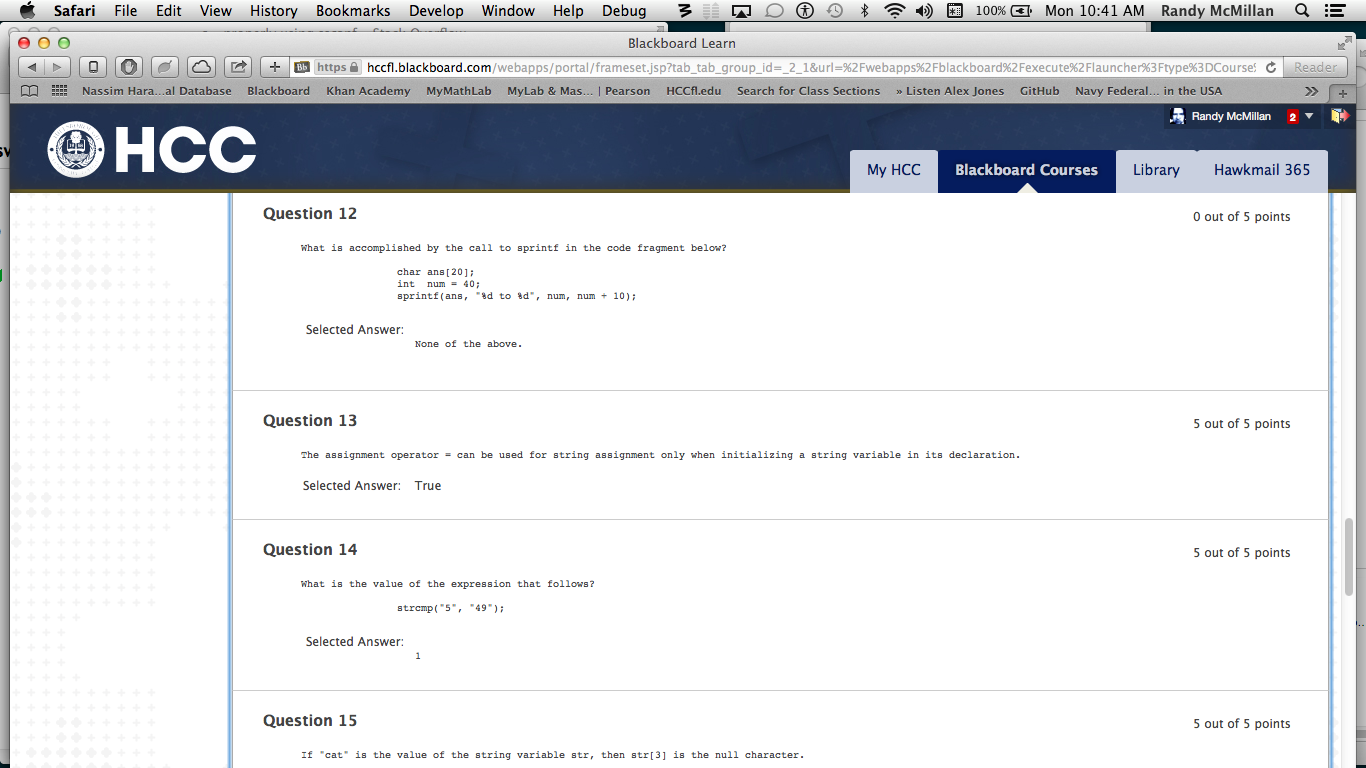 Safari File Edit View History Bookmarks Develop Window Help Debug 100% Mon 10:41 AM Randy McMillan
Blackboard Learn
Bb https hccfl.blackboard.com/webapps/portal/frameset.jsp?tab_tab_group_id=_2_1&url=%2Fwebapps%2Fblackboard%2Fexecute%2Flauncher%3Ftype%3DCourse% Reader
Nassim Hara...al Database Blackboard Khan Academy MyMathLab MyLab & Mas... | Pearson HCCfl.edu Search for Class Sections » Listen Alex Jones GitHub Navy Federal... in the USA
Randy McMillan 2
HCC
My HCC Blackboard Courses Library Hawkmail 365
Question 12 0 out of 5 points
What is accomplished by the call to sprintf in the code fragment below?
char ans[20];
int num = 40;
sprintf(ans, "%d to %d", num, num + 10);
Selected Answer:
None of the above.
Question 13 5 out of 5 points
The assignment operator = can be used for string assignment only when initializing a string variable in its declaration.
Selected Answer: True
Question 14 5 out of 5 points
What is the value of the expression that follows?
strcmp("5", "49");
Selected Answer:
1
Question 15 5 out of 5 points
If "cat" is the value of the string variable str, then str[3] is the null character.